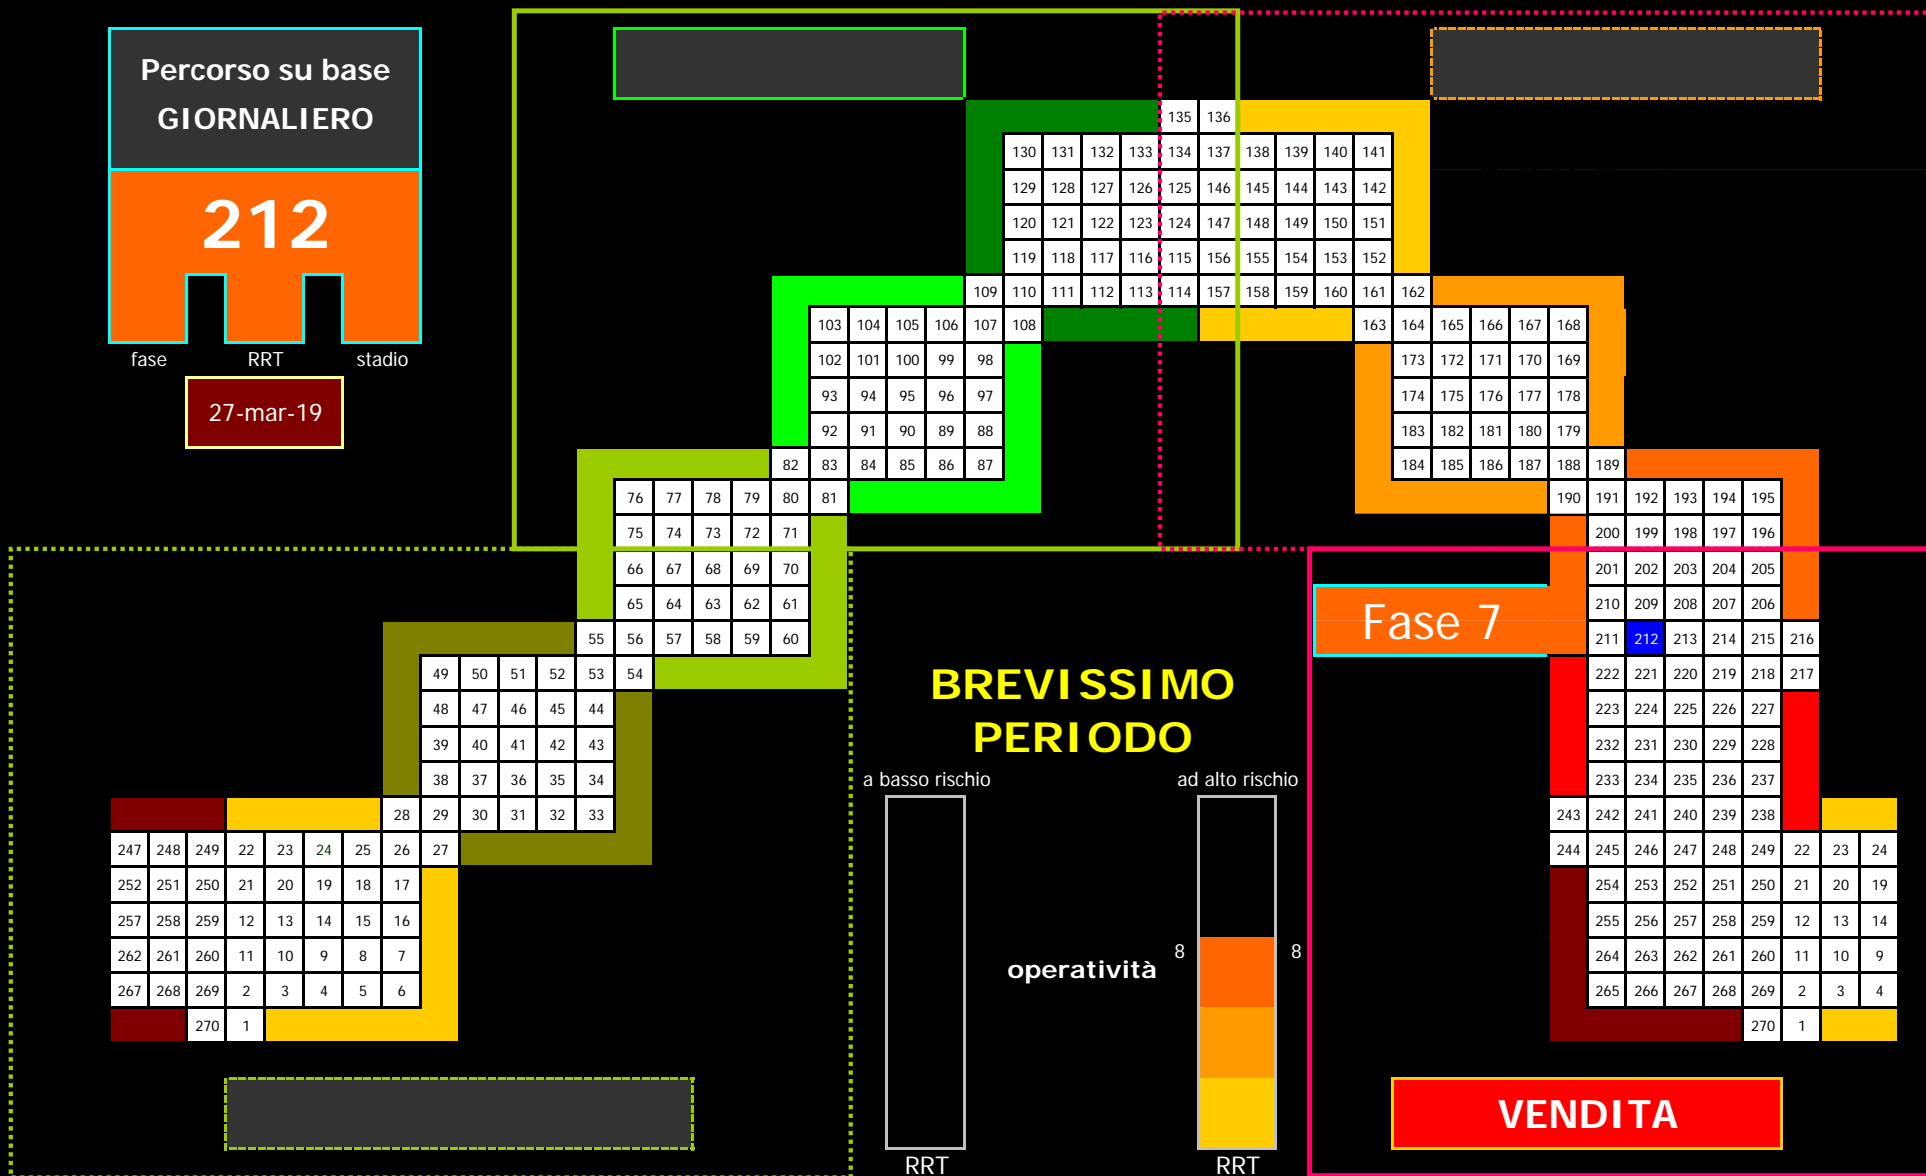 Percorso su base
GIORNALIERO
212
fase RRT stadio
27-mar-19
135 136
130 131 132 133 134 137 138 139 140 141
129 128 127 126 125 146 145 144 143 142
120 121 122 123 124 147 148 149 150 151
119 118 117 116 115 156 155 154 153 152
109 110 111 112 113 114 157 158 159 160 161 162
103 104 105 106 107 108 163 164 165 166 167 168
102 101 100 99 98 173 172 171 170 169
93 94 95 96 97 174 175 176 177 178
92 91 90 89 88 183 182 181 180 179
82 83 84 85 86 87 184 185 186 187 188 189
76 77 78 79 80 81 190 191 192 193 194 195
75 74 73 72 71 200 199 198 197 196
66 67 68 69 70 201 202 203 204 205
65 64 63 62 61 210 209 208 207 206
Fase 7
55 56 57 58 59 60 211 212 213 214 215 216
49 50 51 52 53 54 222 221 220 219 218 217
BREVISSIMO
PERIODO
48 47 46 45 44 223 224 225 226 227
39 40 41 42 43 232 231 230 229 228
38 37 36 35 34 233 234 235 236 237
a basso rischio ad alto rischio
28 29 30 31 32 33 243 242 241 240 239 238
247 248 249 22 23 24 25 26 27 244 245 246 247 248 249 22 23 24
252 251 250 21 20 19 18 17 254 253 252 251 250 21 20 19
257 258 259 12 13 14 15 16 255 256 257 258 259 12 13 14
262 261 260 11 10 9 8 7 264 263 262 261 260 11 10 9
8 8
operatività
267 268 269 2 3 4 5 6 265 266 267 268 269 2 3 4
270 1 270 1
VENDITA
RRT RRT